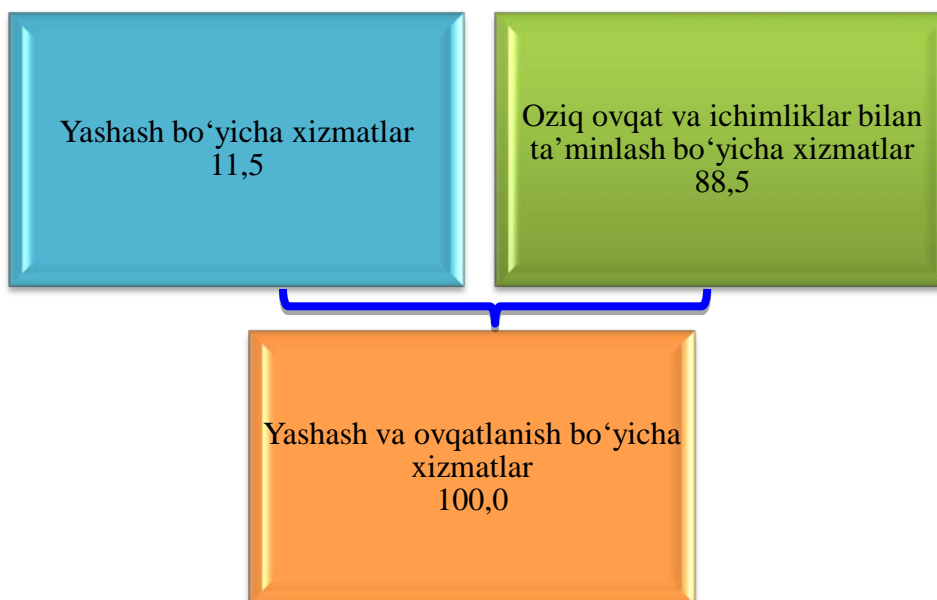 Yashash bo‘yicha xizmatlar
11,5
Oziq ovqat va ichimliklar bilan
ta’minlash bo‘yicha xizmatlar
88,5
Yashash va ovqatlanish bo‘yicha
xizmatlar
100,0